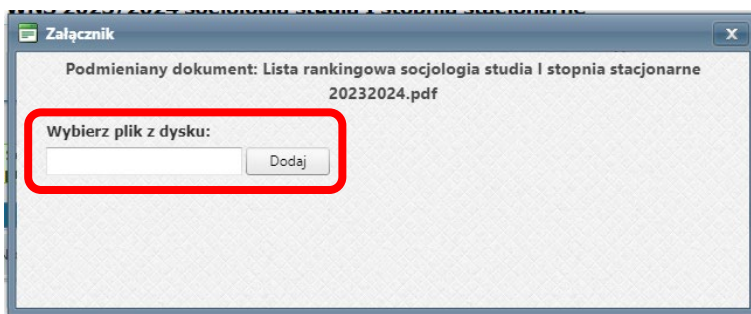 Załącznik
x
Podmieniany dokument: Lista rankingowa socjologia studia I stopnia stacjonarne
20232024.pdf
Wybierz plik z dysku:
Dodaj